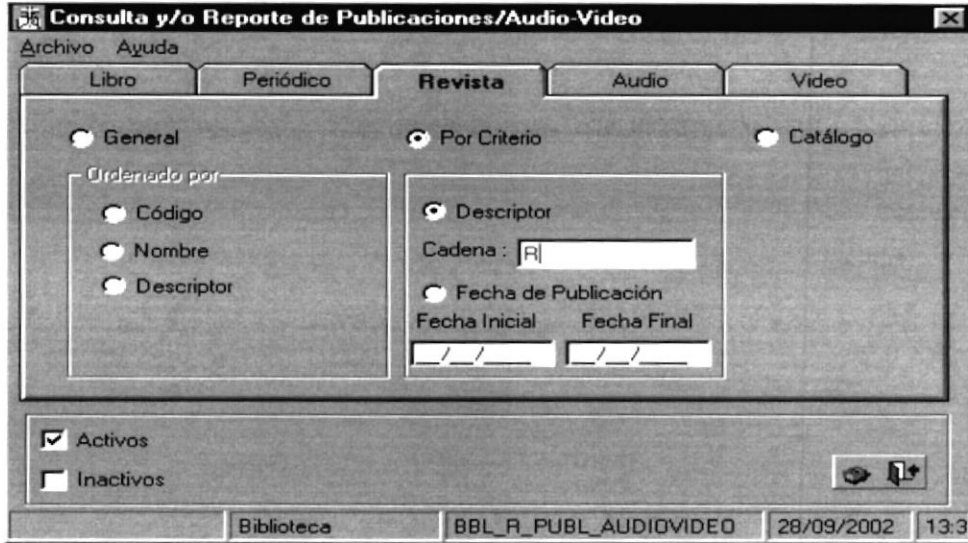 Consulta y/o Reporte de Publicaciones/Audio-Video
Archivo Ayuda
Libro Periódico Revista Audio Video
General Por Criterio Catálogo
Ordenado por
Código
Nombre
Descriptor
Descriptor
Cadena : R
Fecha de Publicación
Fecha Inicial Fecha Final
__/__/____ __/__/____
Activos
Inactivos
Biblioteca BBL_R_PUBL_AUDIOVIDEO 28/09/2002 13:3